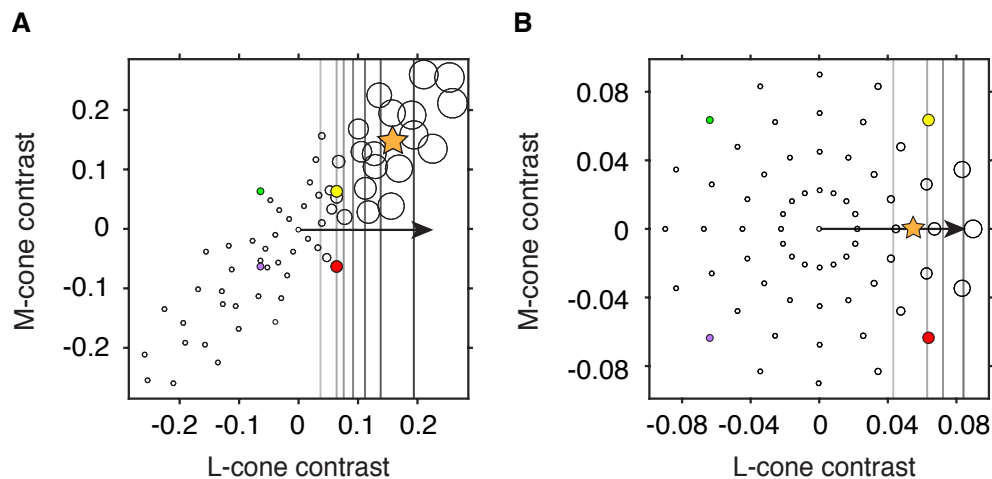 A
M-cone contrast
0.2
0.1
0
-0.1
-0.2
-0.2 -0.1 0 0.1 0.2
L-cone contrast
B
M-cone contrast
0.08
0.04
0
-0.04
-0.08
-0.08 -0.04 0 0.04 0.08
L-cone contrast